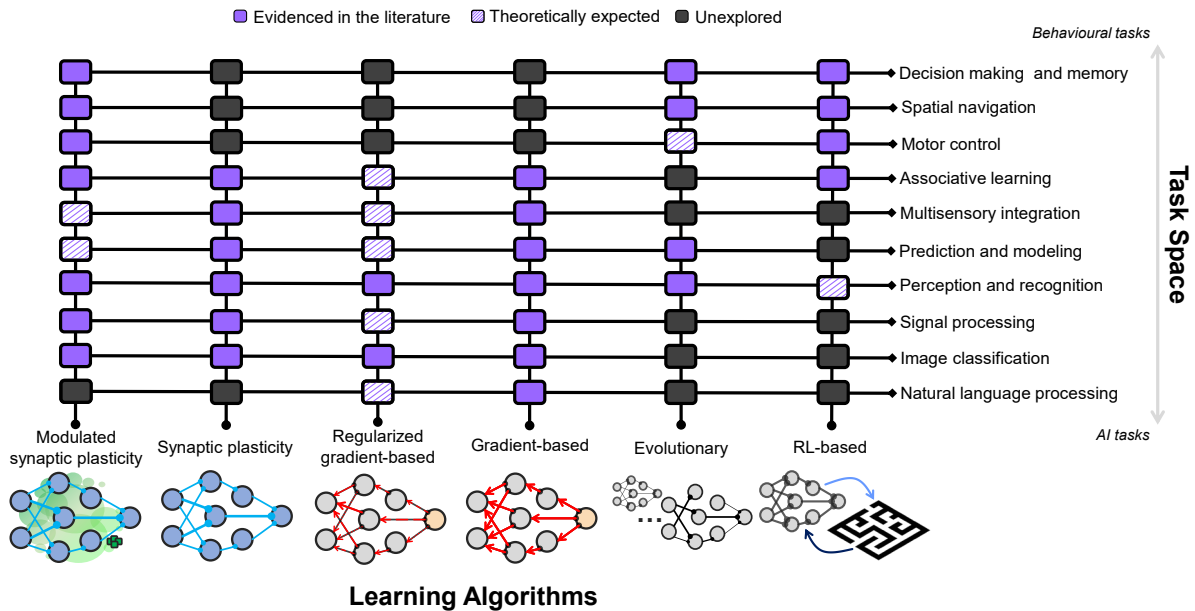 Evidenced in the literature
Theoretically expected
Unexplored
Behavioural tasks
Decision making and memory
Spatial navigation
Motor control
Associative learning
Multisensory integration
Prediction and modeling
Perception and recognition
Signal processing
Image classification
Natural language processing
Task Space
AI tasks
Modulated
synaptic plasticity
Synaptic plasticity
Regularized
gradient-based
Gradient-based
Evolutionary
RL-based
Learning Algorithms